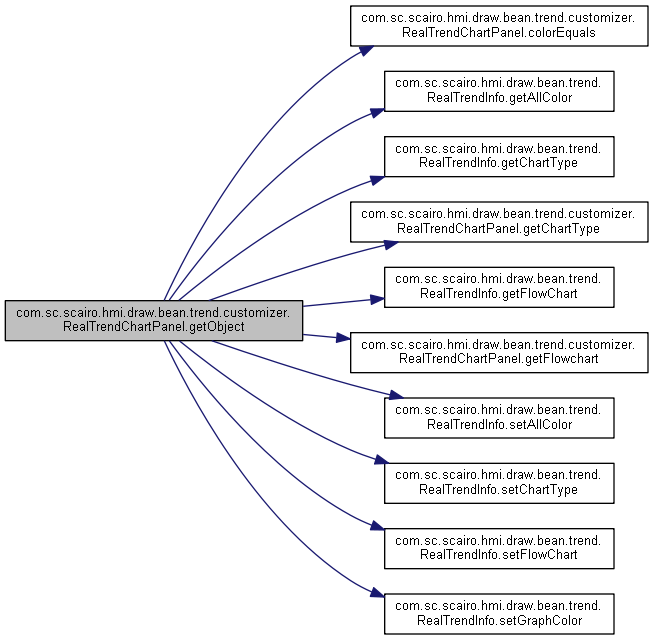 com.sc.scairo.hmi.draw.bean.trend.customizer.
RealTrendChartPanel.colorEquals
com.sc.scairo.hmi.draw.bean.trend.
RealTrendInfo.getAllColor
com.sc.scairo.hmi.draw.bean.trend.
RealTrendInfo.getChartType
com.sc.scairo.hmi.draw.bean.trend.customizer.
RealTrendChartPanel.getChartType
com.sc.scairo.hmi.draw.bean.trend.
RealTrendInfo.getFlowChart
com.sc.scairo.hmi.draw.bean.trend.customizer.
RealTrendChartPanel.getObject
com.sc.scairo.hmi.draw.bean.trend.customizer.
RealTrendChartPanel.getFlowchart
com.sc.scairo.hmi.draw.bean.trend.
RealTrendInfo.setAllColor
com.sc.scairo.hmi.draw.bean.trend.
RealTrendInfo.setChartType
com.sc.scairo.hmi.draw.bean.trend.
RealTrendInfo.setFlowChart
com.sc.scairo.hmi.draw.bean.trend.
RealTrendInfo.setGraphColor